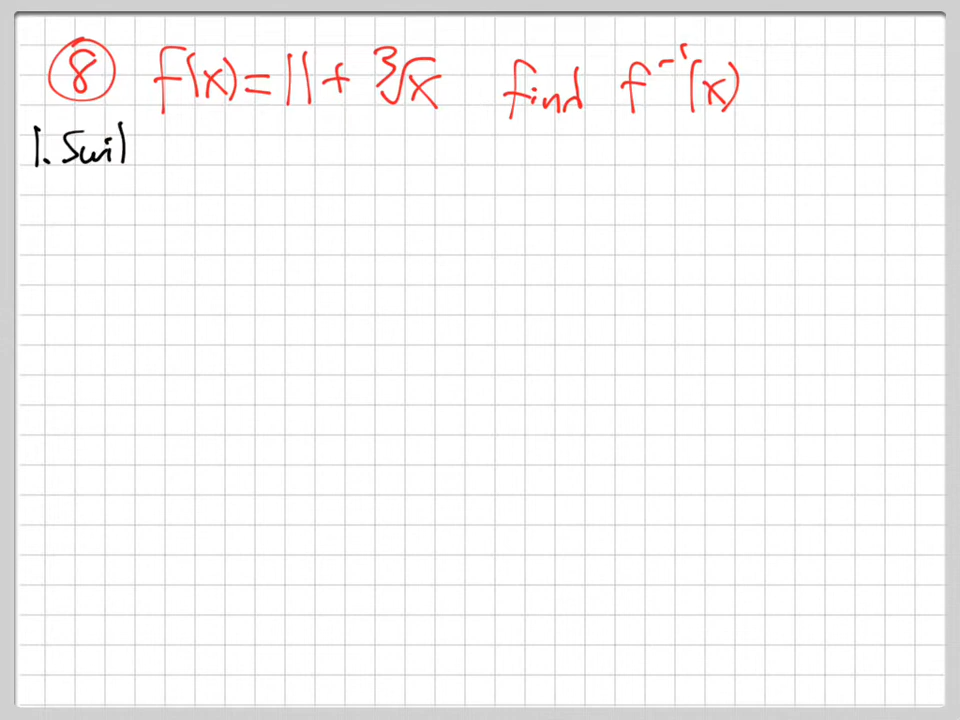 ⑧ f(x) = 11 + ∛x find f⁻¹(x)
1. Swi